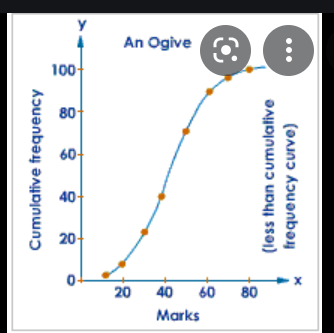 y
An Ogive
100
80
60
40
20
0
20 40 60 80
x
Marks
Cumulative frequency
(less than cumulative
frequency curve)